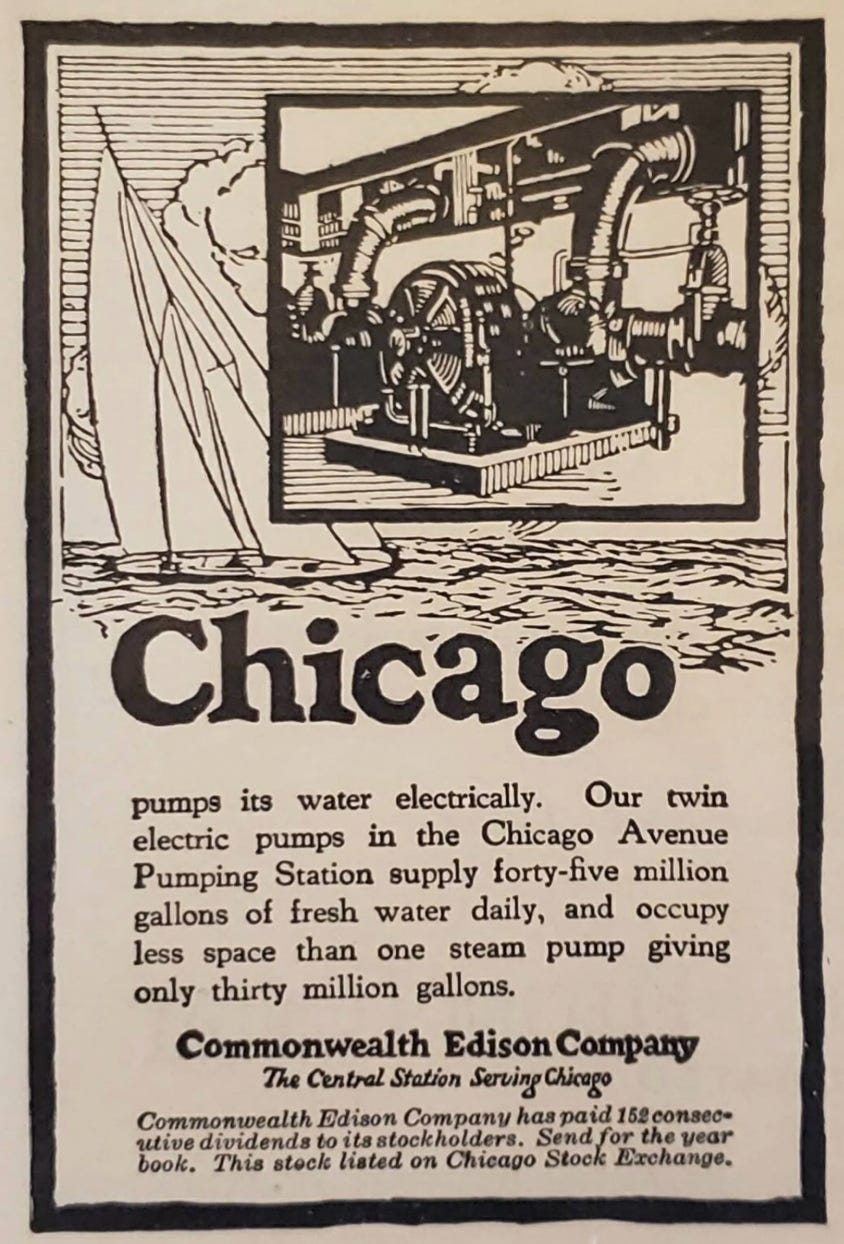 Chicago
pumps its water electrically. Our twin
electric pumps in the Chicago Avenue
Pumping Station supply forty-five million
gallons of fresh water daily, and occupy
less space than one steam pump giving
only thirty million gallons.
Commonwealth Edison Company
The Central Station Serving Chicago
Commonwealth Edison Company has paid 152 consec-
utive dividends to its stockholders. Send for the year
book. This stock listed on Chicago Stock Exchange.